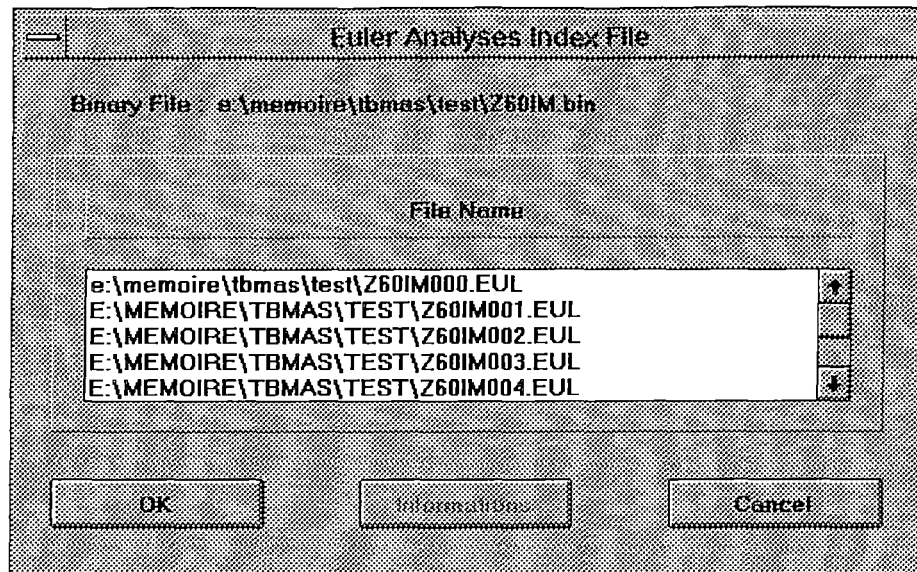 Euler Analyses Index File
Binary File : e:\memoire\tbmas\test\Z60IM.bin
File Name
e:\memoire\tbmas\test\Z60IM000.EUL
E:\MEMOIRE\TBMAS\TEST\Z60IM001.EUL
E:\MEMOIRE\TBMAS\TEST\Z60IM002.EUL
E:\MEMOIRE\TBMAS\TEST\Z60IM003.EUL
E:\MEMOIRE\TBMAS\TEST\Z60IM004.EUL
OK Informations Cancel